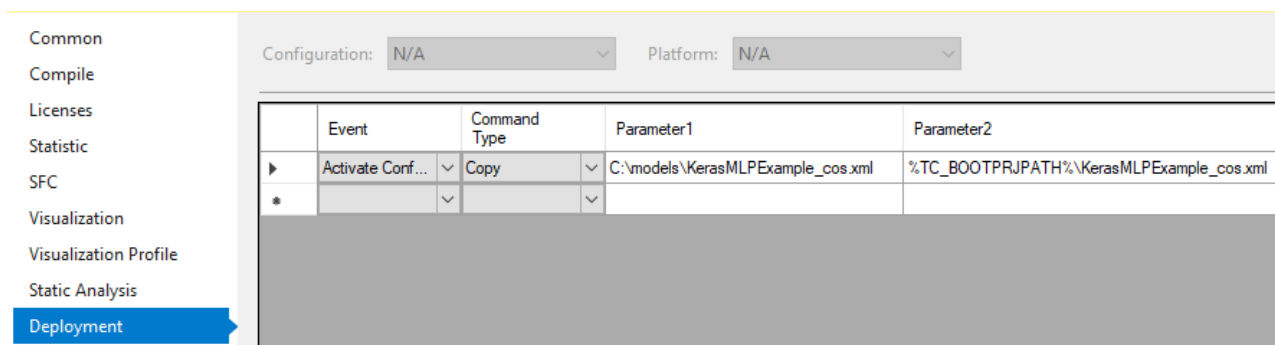 Common
Compile
Licenses
Statistic
SFC
Visualization
Visualization Profile
Static Analysis
Deployment
Configuration: N/A Platform: N/A
Event Command Type Parameter1 Parameter2
Activate Conf... Copy C:\models\KerasMLPExample_cos.xml %TC_BOOTPRJPATH%\KerasMLPExample_cos.xml